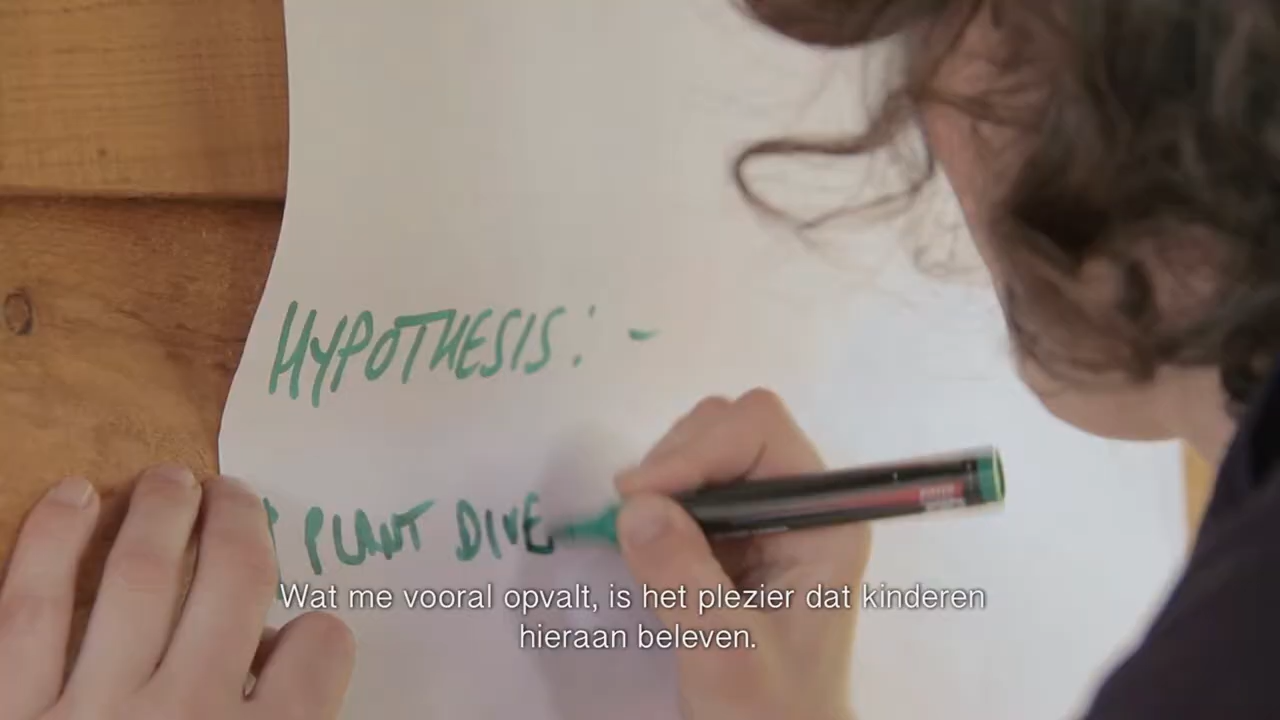 HYPOTHESIS: -
PLANT DIVE
Wat me vooral opvalt, is het plezier dat kinderen
hieraan beleven.